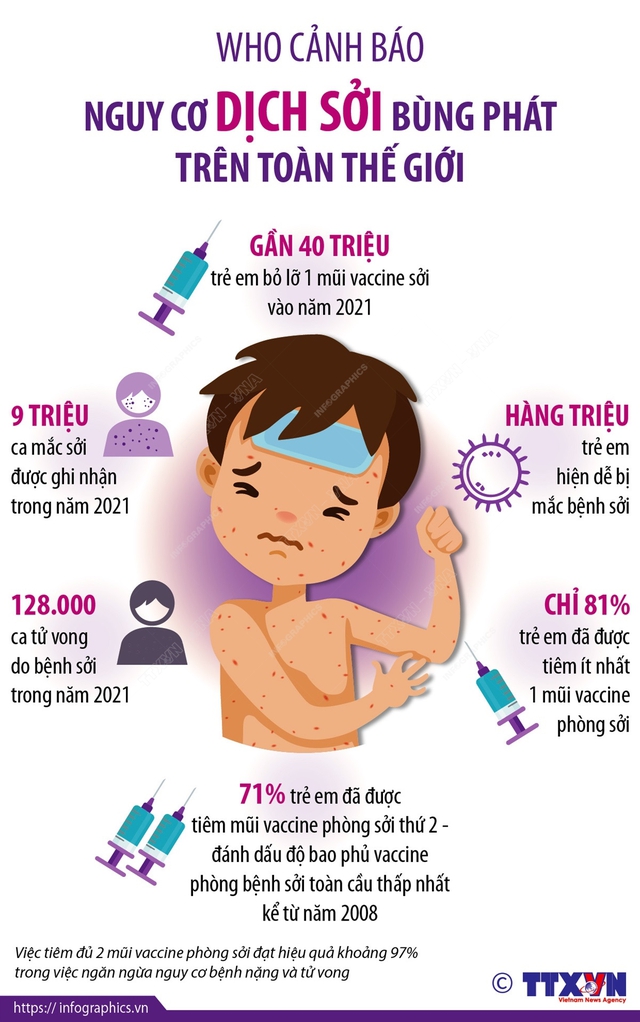 WHO CẢNH BÁO
NGUY CƠ DỊCH SỞI BÙNG PHÁT
TRÊN TOÀN THẾ GIỚI
GẦN 40 TRIỆU
trẻ em bỏ lỡ 1 mũi vaccine sởi
vào năm 2021
9 TRIỆU
ca mắc sởi
được ghi nhận
trong năm 2021
HÀNG TRIỆU
trẻ em
hiện dễ bị
mắc bệnh sởi
128.000
ca tử vong
do bệnh sởi
trong năm 2021
CHỈ 81%
trẻ em đã được
tiêm ít nhất
1 mũi vaccine
phòng sởi
71% trẻ em đã được
tiêm mũi vaccine phòng sởi thứ 2 -
đánh dấu độ bao phủ vaccine
phòng bệnh sởi toàn cầu thấp nhất
kể từ năm 2008
Việc tiêm đủ 2 mũi vaccine phòng sởi đạt hiệu quả khoảng 97%
trong việc ngăn ngừa nguy cơ bệnh nặng và tử vong
© TTXVN
Vietnam News Agency
https://infographics.vn